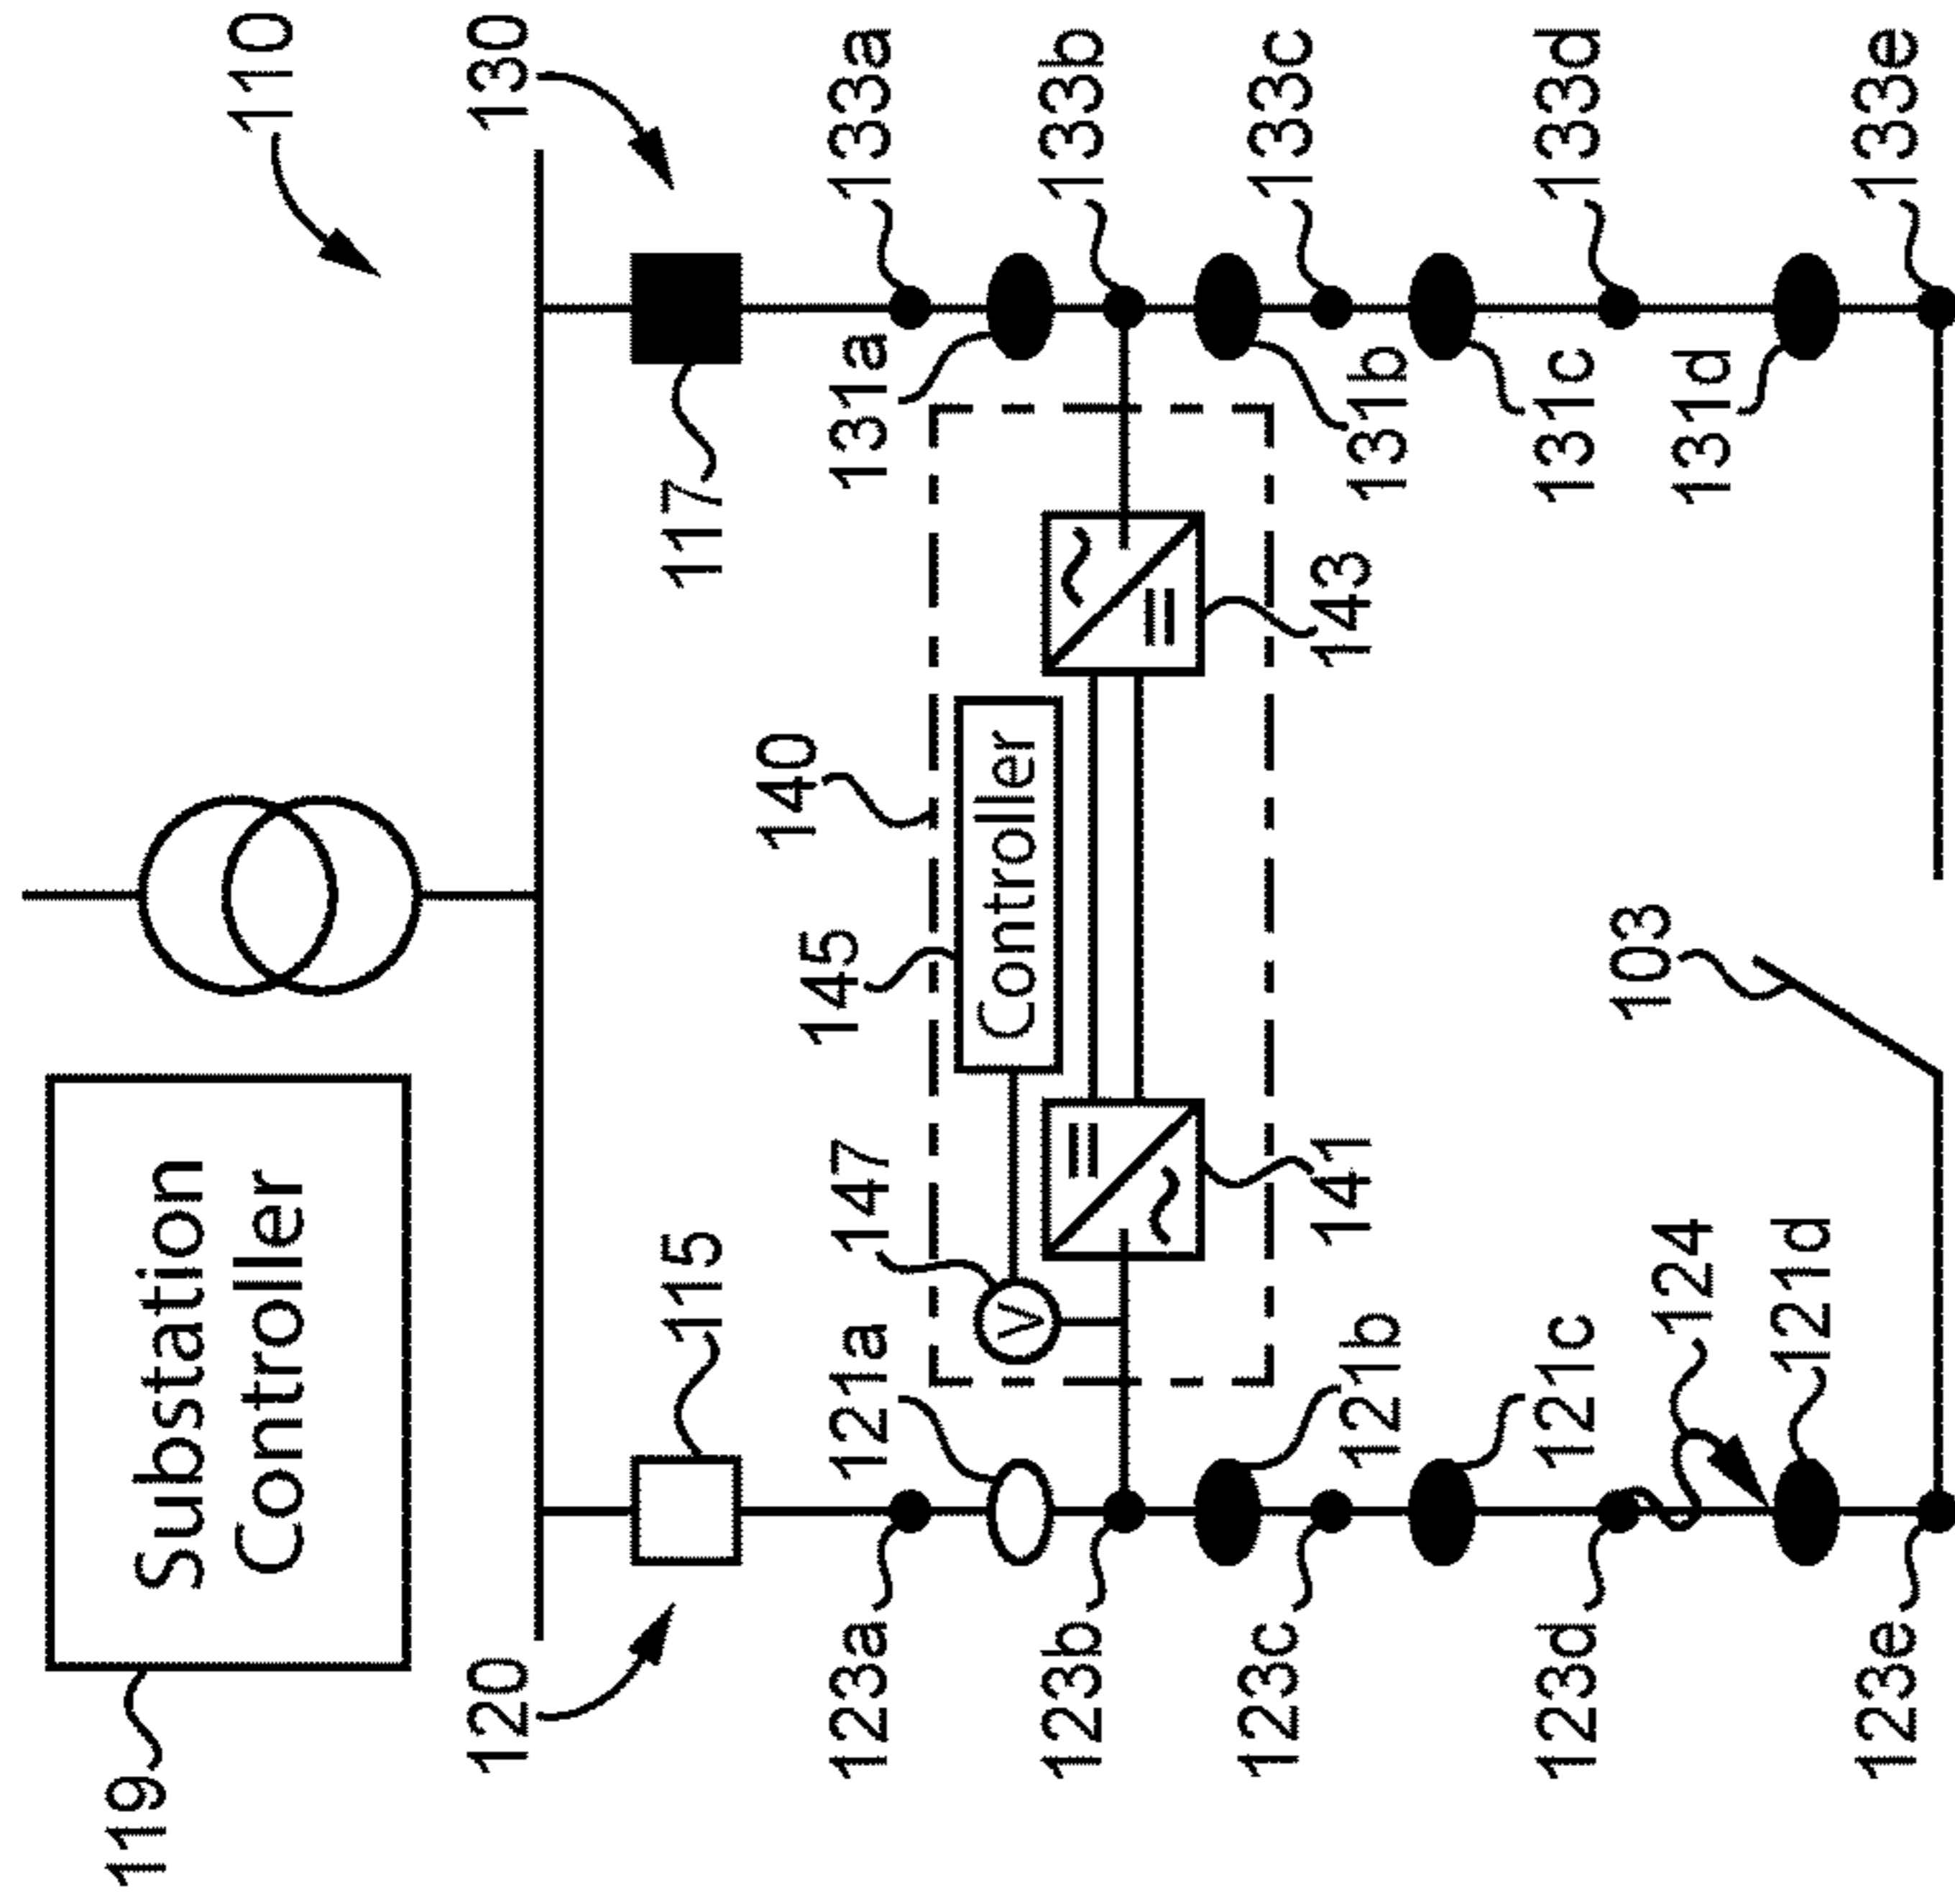 119
Substation
Controller
110
120
130
115
117
140
145
Controller
147
V
141
143
123a
121a
123b
121b
123c
121c
123d
124
121d
123e
103
133a
131a
133b
131b
133c
131c
133d
131d
133e